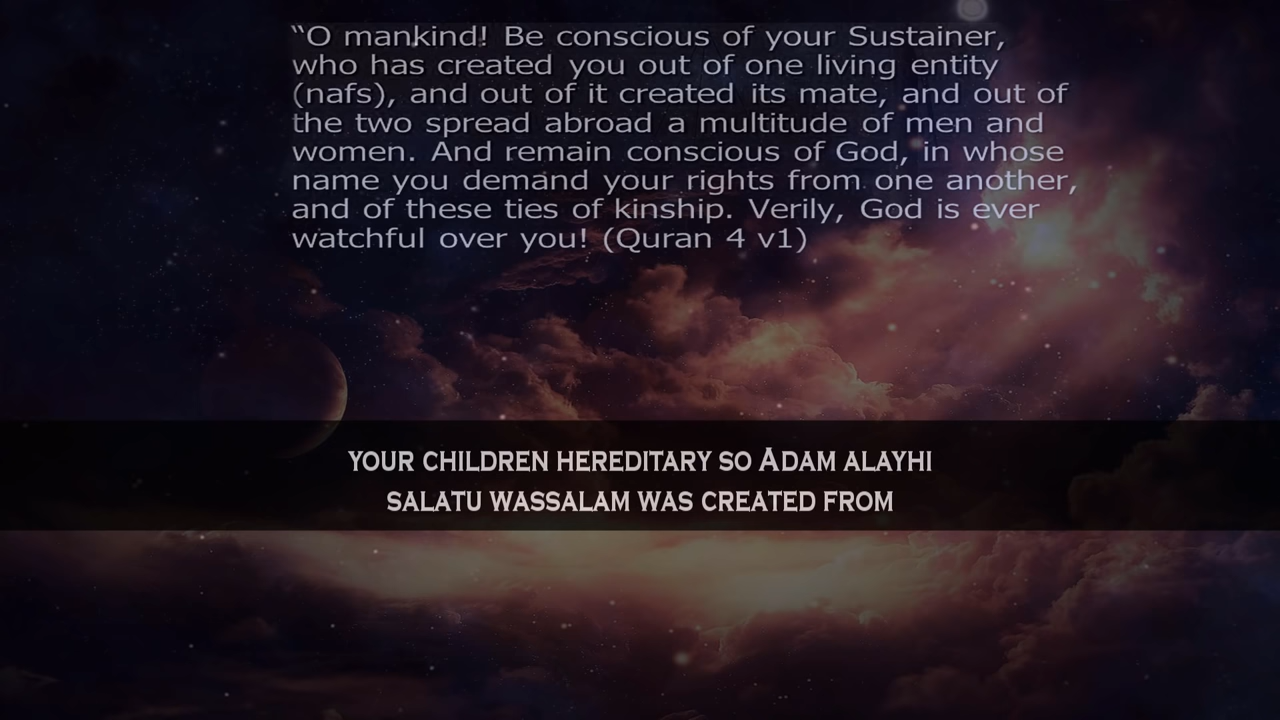 “O mankind! Be conscious of your Sustainer,
who has created you out of one living entity
(nafs), and out of it created its mate, and out of
the two spread abroad a multitude of men and
women. And remain conscious of God, in whose
name you demand your rights from one another,
and of these ties of kinship. Verily, God is ever
watchful over you! (Quran 4 v1)
YOUR CHILDREN HEREDITARY SO ADAM ALAYHI
SALATU WASSALAM WAS CREATED FROM